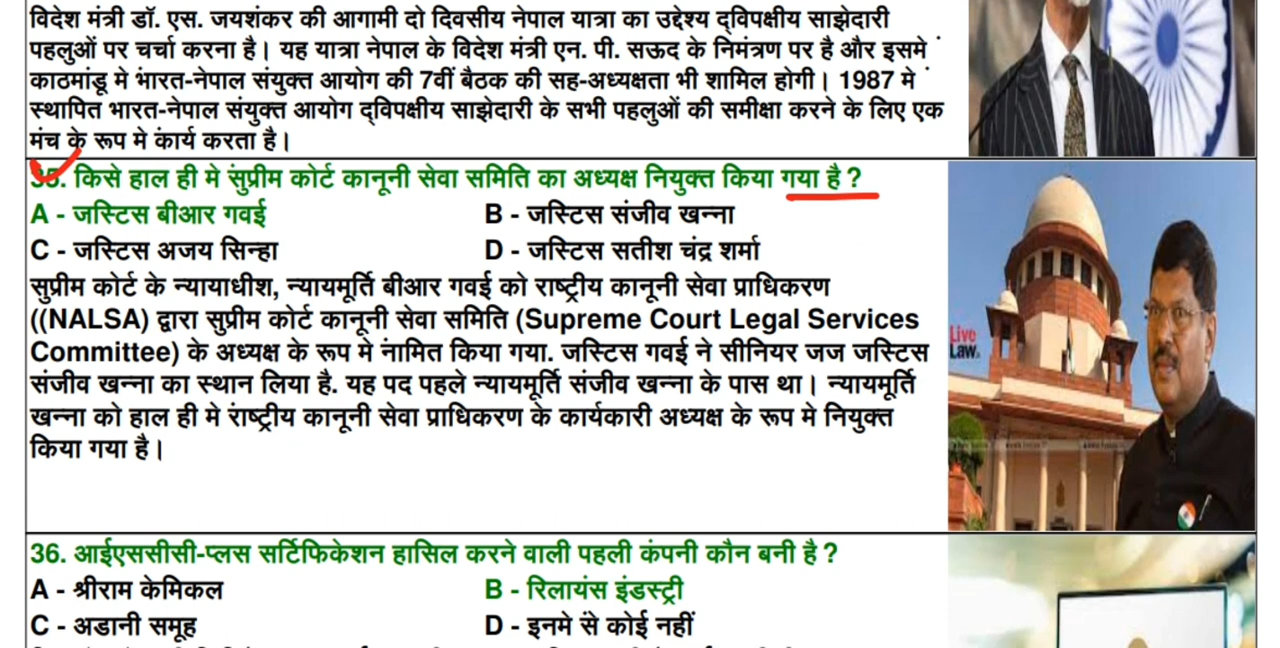 विदेश मंत्री डॉ. एस. जयशंकर की आगामी दो दिवसीय नेपाल यात्रा का उद्देश्य द्विपक्षीय साझेदारी
पहलुओं पर चर्चा करना है। यह यात्रा नेपाल के विदेश मंत्री एन. पी. सऊद के निमंत्रण पर है और इसमे ं
काठमांडू मे भंारत-नेपाल संयुक्त आयोग की 7वीं बैठक की सह-अध्यक्षता भी शामिल होगी। 1987 मे ं
स्थापित भारत-नेपाल संयुक्त आयोग द्विपक्षीय साझेदारी के सभी पहलुओं की समीक्षा करने के लिए एक
मंच के रूप मे कंार्य करता है।
35. किसे हाल ही मे सुंप्रीम कोर्ट कानूनी सेवा समिति का अध्यक्ष नियुक्त किया गया है?
A - जस्टिस बीआर गवई
B - जस्टिस संजीव खन्ना
C - जस्टिस अजय सिन्हा
D - जस्टिस सतीश चंद्र शर्मा
सुप्रीम कोर्ट के न्यायाधीश, न्यायमूर्ति बीआर गवई को राष्ट्रीय कानूनी सेवा प्राधिकरण
((NALSA) द्वारा सुप्रीम कोर्ट कानूनी सेवा समिति (Supreme Court Legal Services
Committee) के अध्यक्ष के रूप मे नंामित किया गया. जस्टिस गवई ने सीनियर जज जस्टिस
संजीव खन्ना का स्थान लिया है. यह पद पहले न्यायमूर्ति संजीव खन्ना के पास था। न्यायमूर्ति
खन्ना को हाल ही मे रंाष्ट्रीय कानूनी सेवा प्राधिकरण के कार्यकारी अध्यक्ष के रूप मे नियुक्त
किया गया है।
Live
Law.
36. आईएससीसी-प्लस सर्टिफिकेशन हासिल करने वाली पहली कंपनी कौन बनी है?
A - श्रीराम केमिकल
B - रिलायंस इंडस्ट्री
C - अडानी समूह
D - इनमे सें कोई नहीं